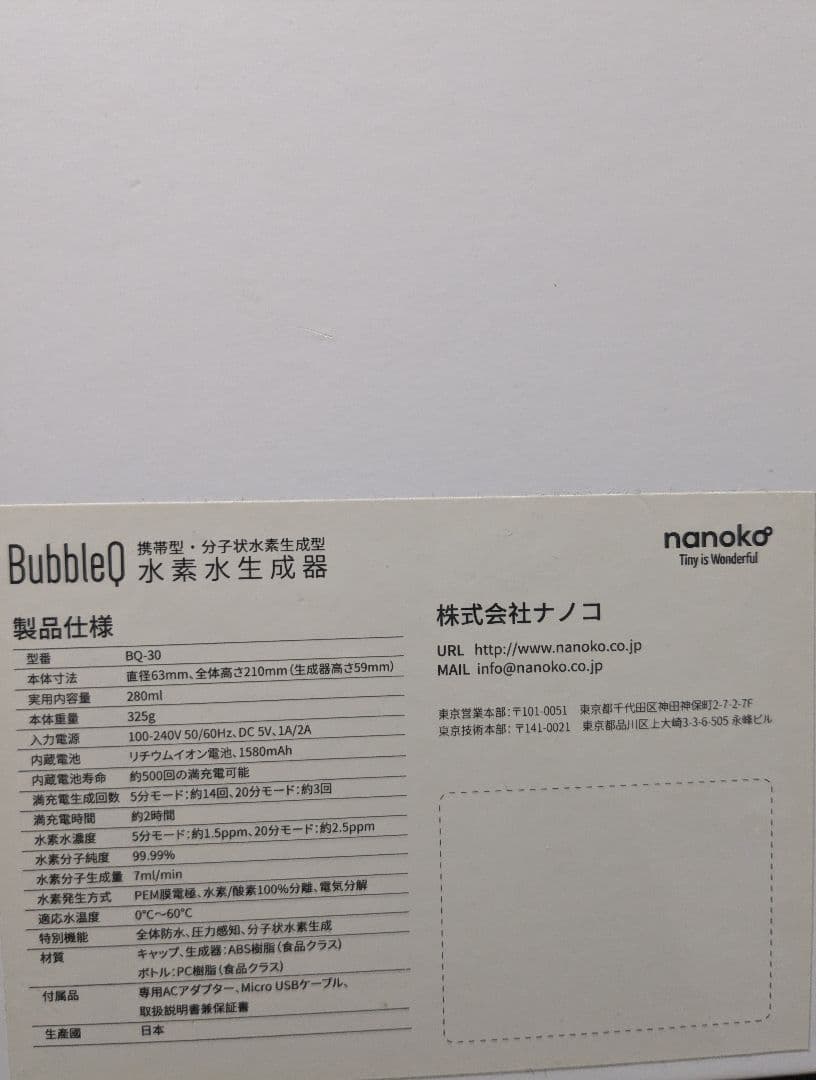 BubbleQ
携帯型・分子状水素生成型
水素水生成器
nanoko
Tiny is Wonderful
製品仕様
型番 BQ-30
本体寸法 直径63mm、全体高さ210mm（生成器高さ59mm）
実用内容量 280ml
本体重量 325g
入力電源 100-240V 50/60Hz、DC 5V、1A/2A
内蔵電池 リチウムイオン電池、1580mAh
内蔵電池寿命 約500回の満充電可能
満充電生成回数 5分モード：約14回、20分モード：約3回
満充電時間 約2時間
水素水濃度 5分モード：約1.5ppm、20分モード：約2.5ppm
水素分子純度 99.99%
水素分子生成量 7ml/min
水素発生方式 PEM膜電極、水素/酸素100%分離、電気分解
適応水温度 0℃～60℃
特別機能 全体防水、圧力感知、分子状水素生成
材質 キャップ、生成器：ABS樹脂（食品クラス）
ボトル：PC樹脂（食品クラス）
付属品 専用ACアダプター、Micro USBケーブル、
取扱説明書兼保証書
生産國 日本
株式会社ナノコ
URL http://www.nanoko.co.jp
MAIL info@nanoko.co.jp
東京営業本部：〒101-0051 東京都千代田区神田神保町2-7-2-7F
東京技術本部：〒141-0021 東京都品川区上大崎3-3-6-505 永峰ビル